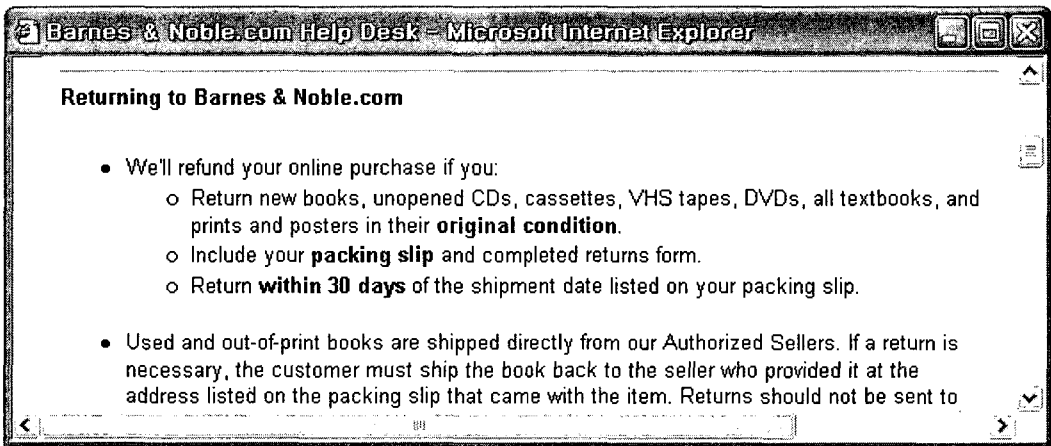 Barnes & Noble.com Help Desk - Microsoft Internet Explorer
Returning to Barnes & Noble.com
• We'll refund your online purchase if you:
o Return new books, unopened CDs, cassettes, VHS tapes, DVDs, all textbooks, and
prints and posters in their original condition.
o Include your packing slip and completed returns form.
o Return within 30 days of the shipment date listed on your packing slip.
• Used and out-of-print books are shipped directly from our Authorized Sellers. If a return is
necessary, the customer must ship the book back to the seller who provided it at the
address listed on the packing slip that came with the item. Returns should not be sent to